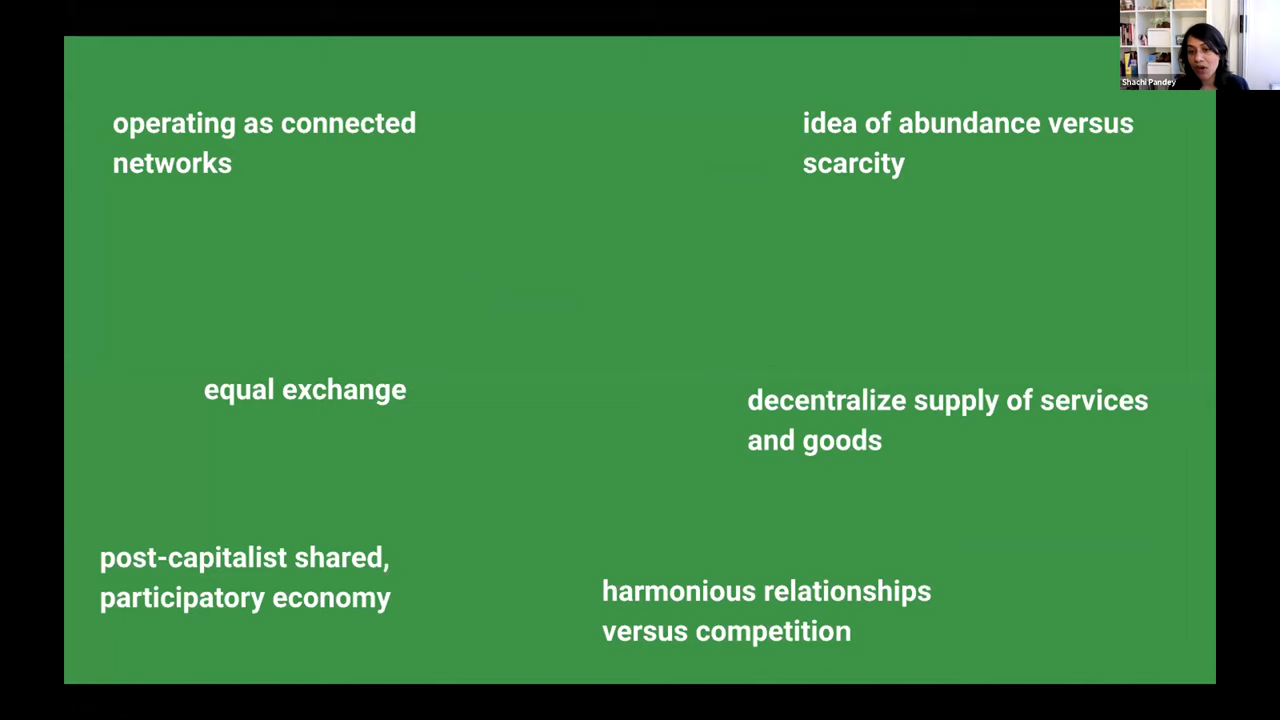 Shachi Pandey
operating as connected
networks
idea of abundance versus
scarcity
equal exchange
decentralize supply of services
and goods
post-capitalist shared,
participatory economy
harmonious relationships
versus competition